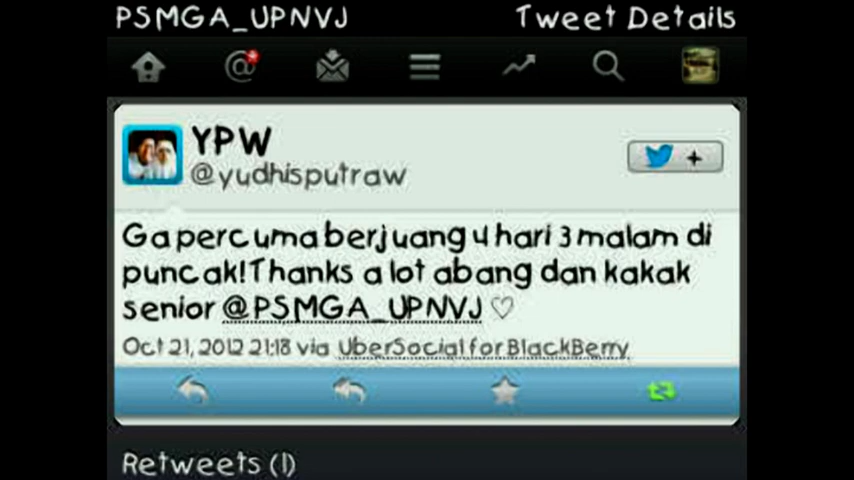 PSMGA_UPNVJ Tweet Details
YPW
@yudhisputraw
Ga percuma berjuang 4 hari 3 malam di
puncak!Thanks a lot abang dan kakak
senior @PSMGA_UPNVJ ♡
Oct 21, 2012 21:18 via UberSocial for BlackBerry
Retweets (1)